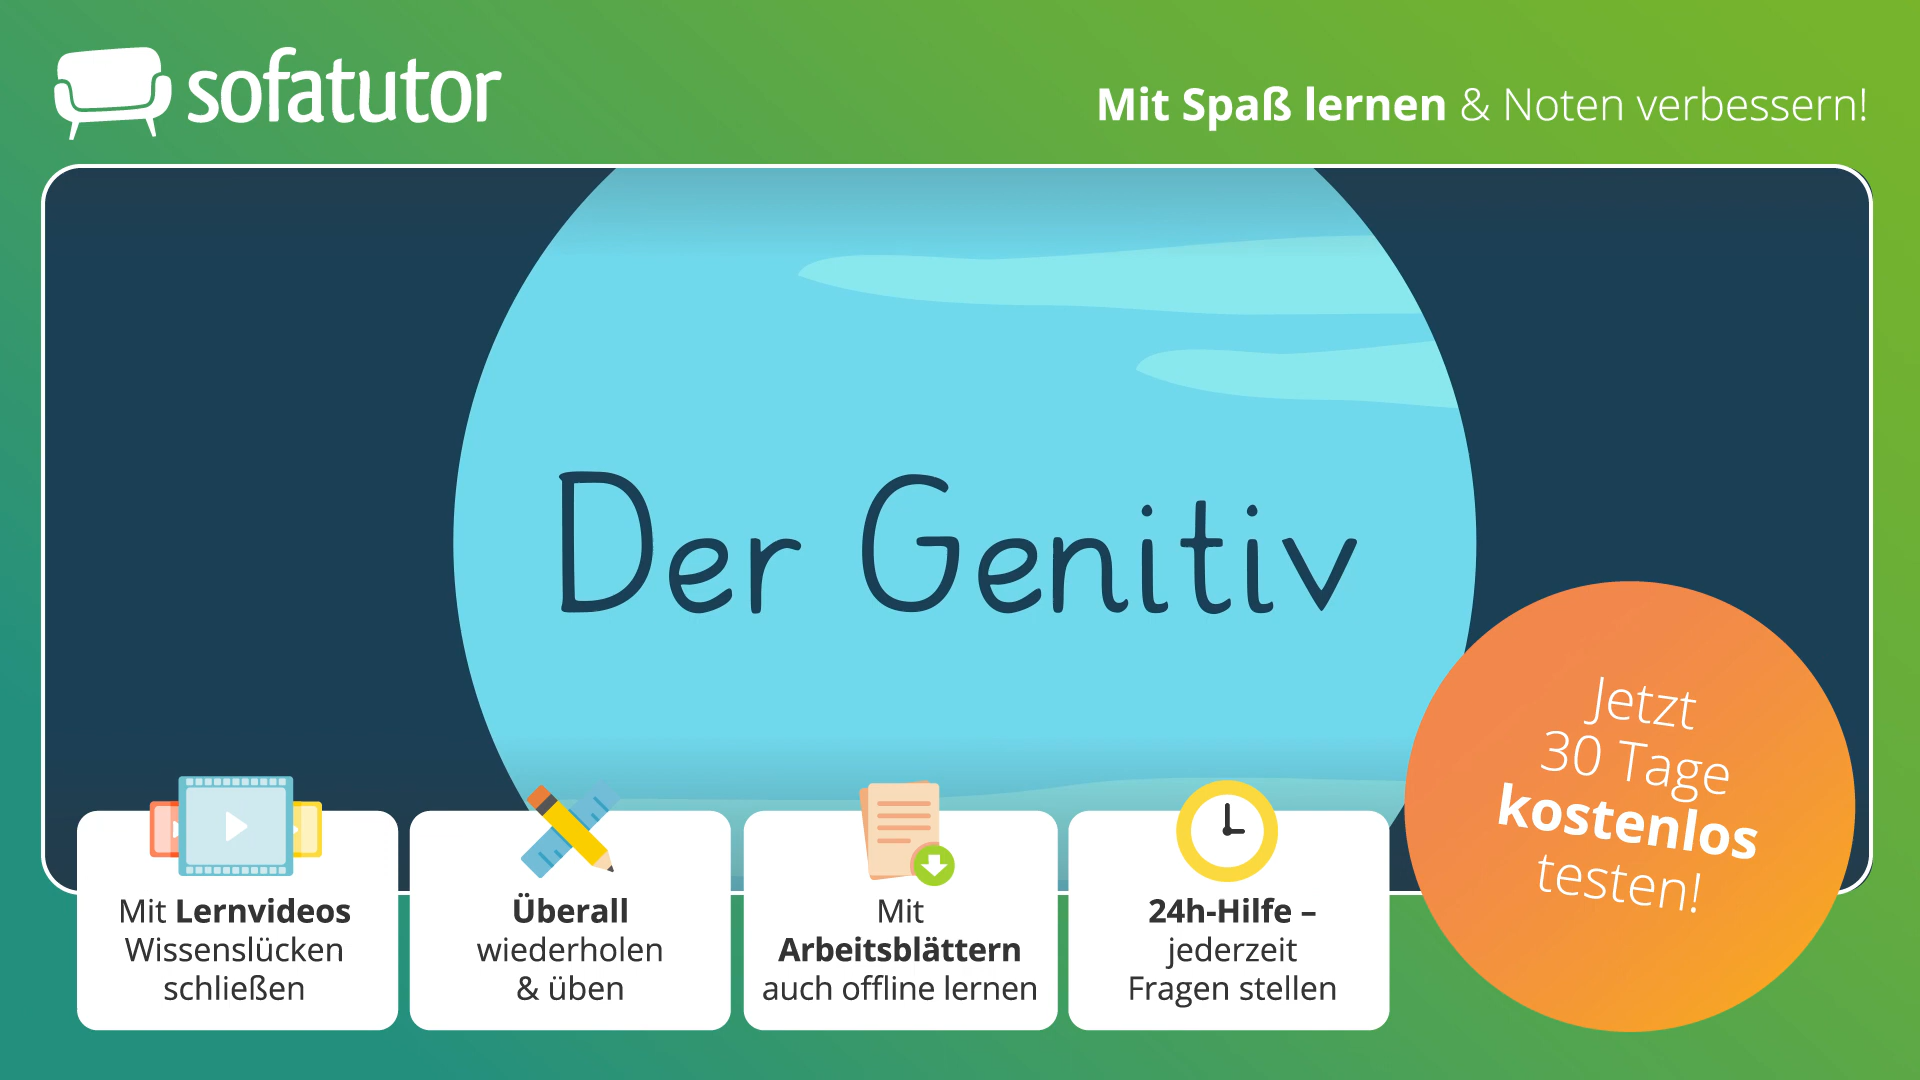 sofatutor
Mit Spaß lernen & Noten verbessern!
Der Genitiv
Jetzt
30 Tage
kostenlos
testen!
Mit Lernvideos
Wissenslücken
schließen
Überall
wiederholen
& üben
Mit
Arbeitsblättern
auch offline lernen
24h-Hilfe –
jederzeit
Fragen stellen